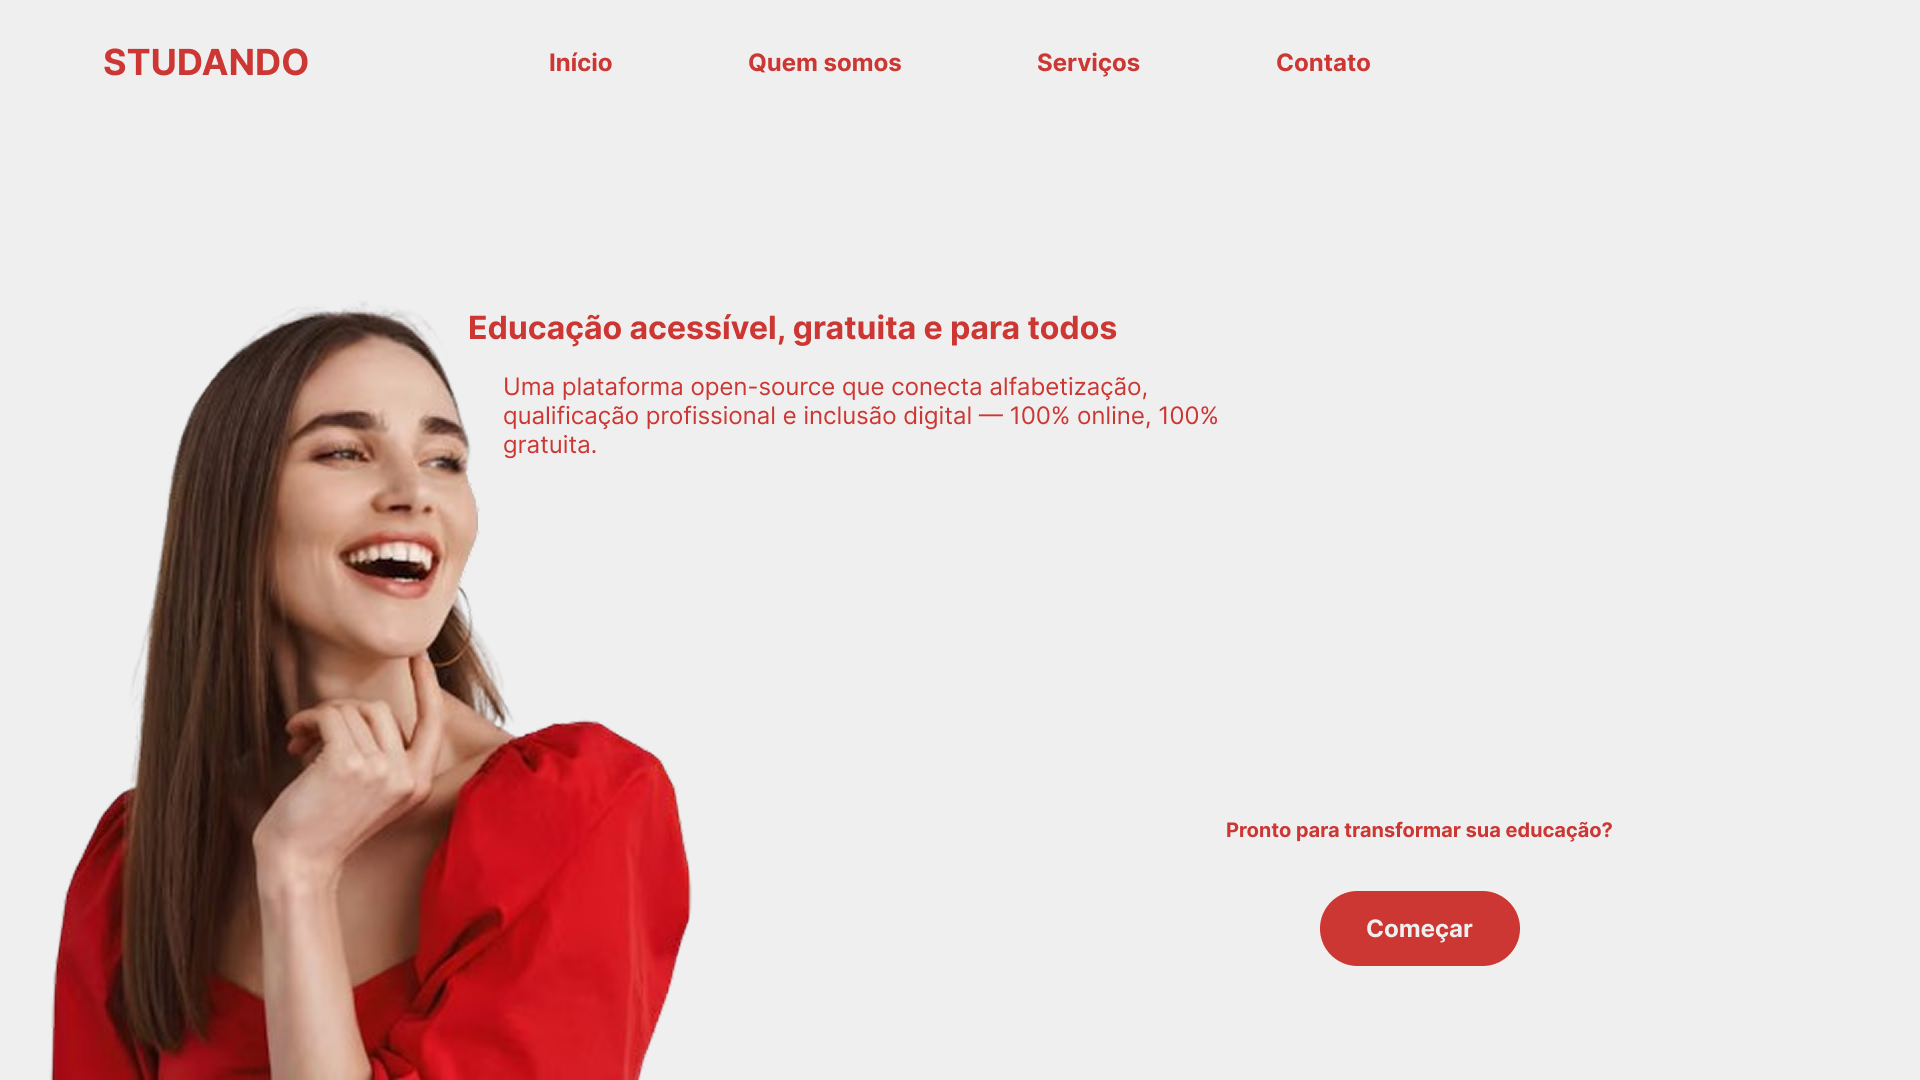 STUDANDO
Início
Quem somos
Serviços
Contato
Educação acessível, gratuita e para todos
Uma plataforma open-source que conecta alfabetização,
qualificação profissional e inclusão digital — 100% online, 100%
gratuita.
Pronto para transformar sua educação?
Começar